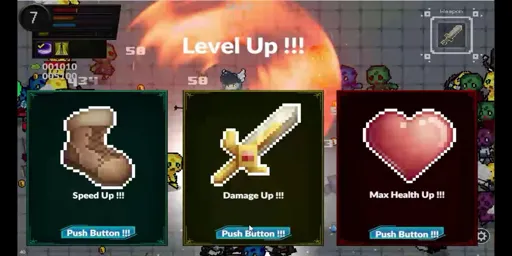 7
58
Level Up !!!
001010
005100
58
Speed Up !!!
Damage Up !!!
Max Health Up !!!
Push Button !!!
Push Button !!!
Push Button !!!